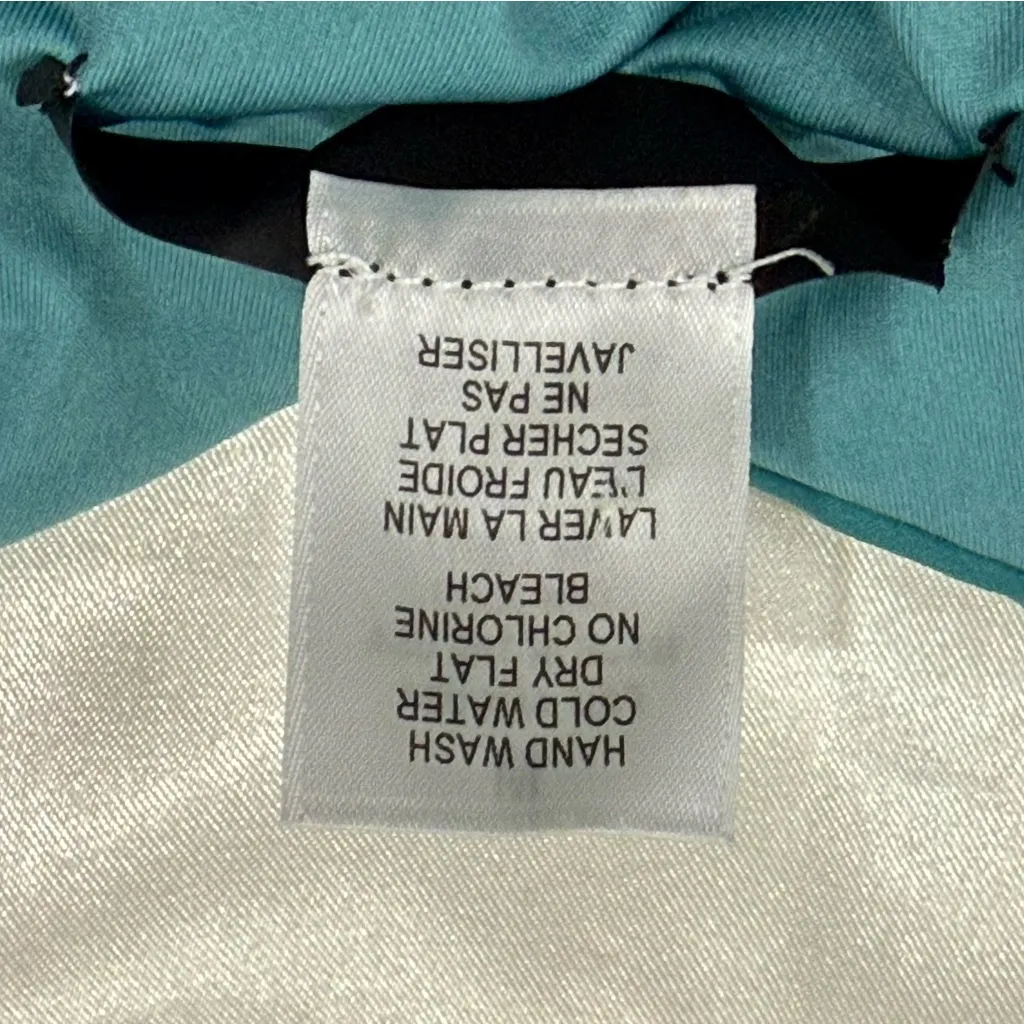 HAND WASH
COLD WATER
DRY FLAT
NO CHLORINE
BLEACH
LAVER LA MAIN
L'EAU FROIDE
SECHER PLAT
NE PAS
JAVELLISER